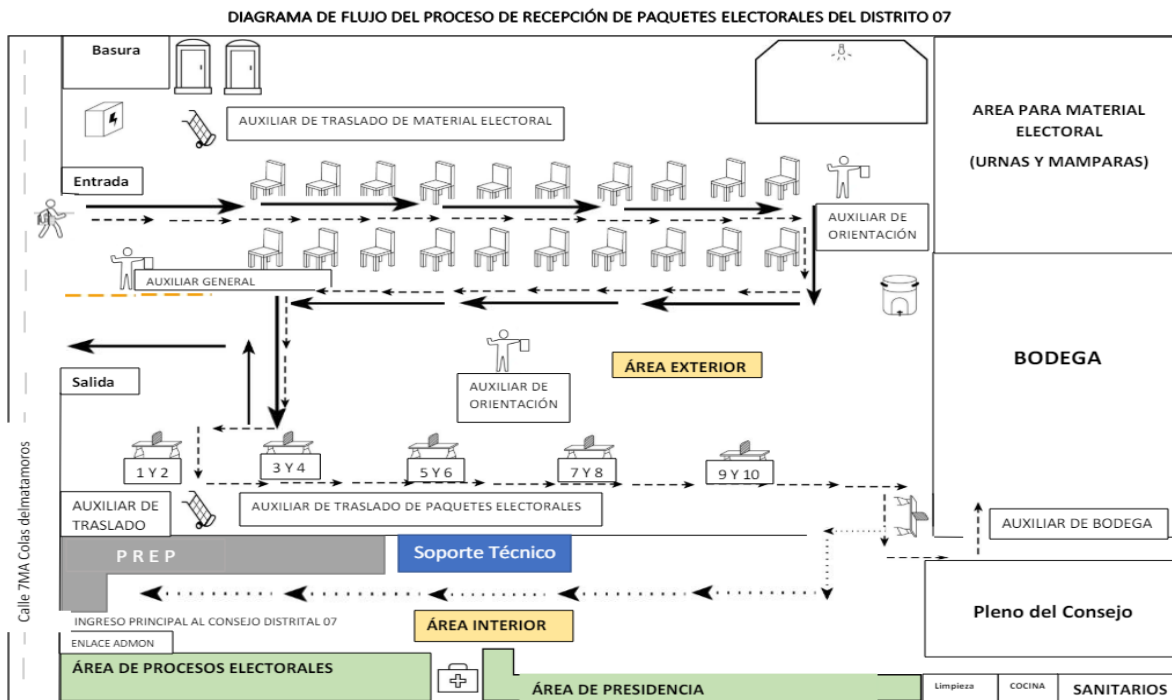 DIAGRAMA DE FLUJO DEL PROCESO DE RECEPCIÓN DE PAQUETES ELECTORALES DEL DISTRITO 07
Basura
AUXILIAR DE TRASLADO DE MATERIAL ELECTORAL
AREA PARA MATERIAL
ELECTORAL
(URNAS Y MAMPARAS)
Entrada
AUXILIAR DE
ORIENTACIÓN
AUXILIAR GENERAL
BODEGA
ÁREA EXTERIOR
Salida
AUXILIAR DE
ORIENTACIÓN
1 Y 2
3 Y 4
5 Y 6
7 Y 8
9 Y 10
Calle 7MA Colas delmatamoros
AUXILIAR DE
TRASLADO
AUXILIAR DE TRASLADO DE PAQUETES ELECTORALES
AUXILIAR DE BODEGA
P R E P
Soporte Técnico
Pleno del Consejo
INGRESO PRINCIPAL AL CONSEJO DISTRITAL 07
ÁREA INTERIOR
ENLACE ADMON
ÁREA DE PROCESOS ELECTORALES
ÁREA DE PRESIDENCIA
Limpieza
COCINA
SANITARIOS